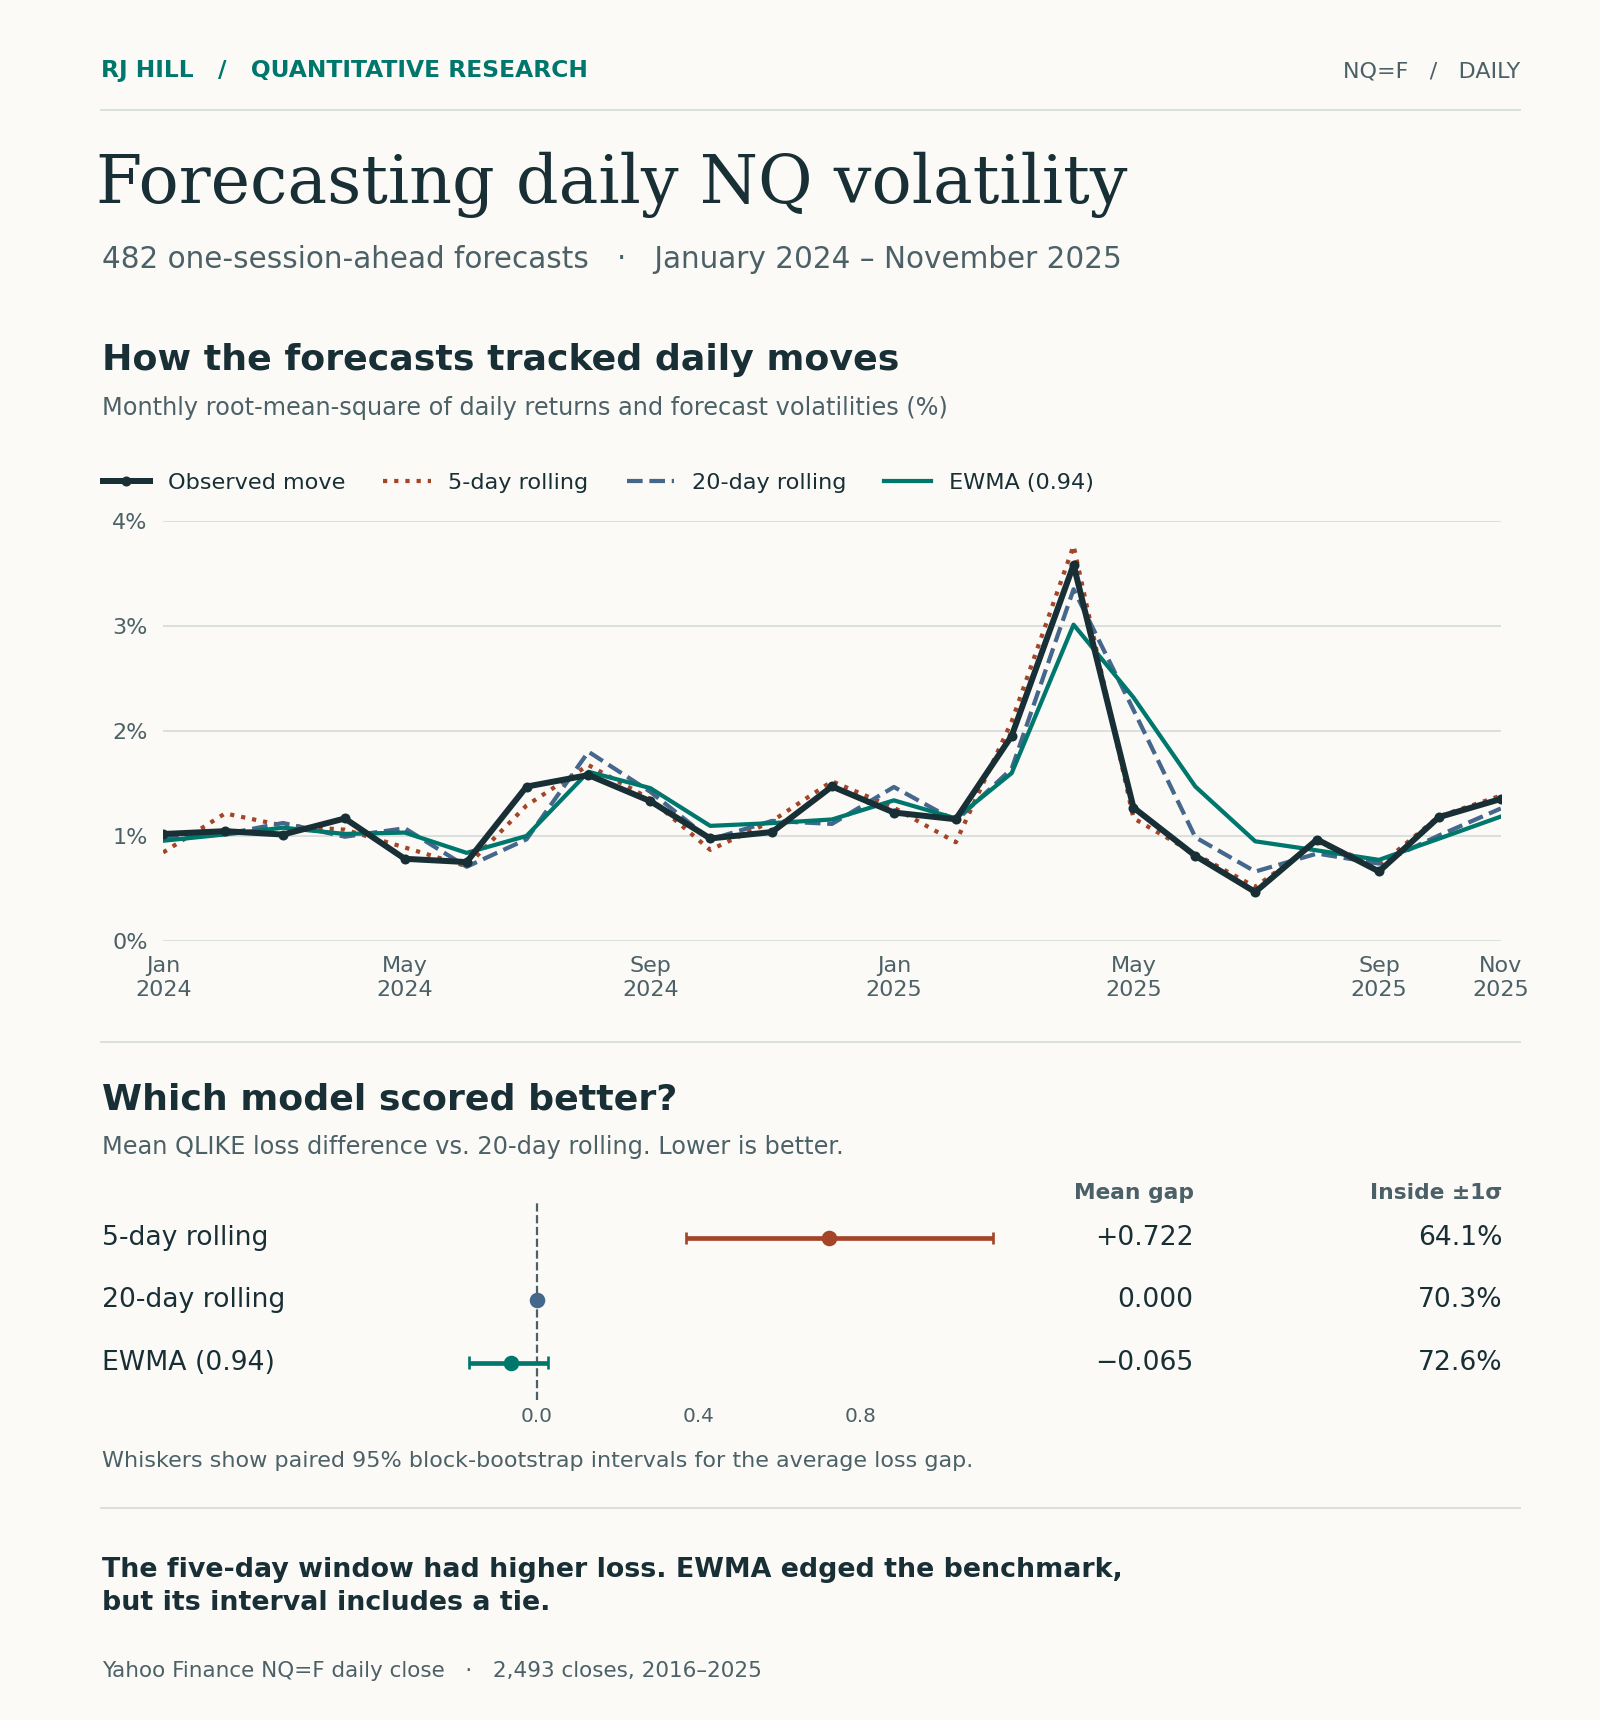 RJ HILL / QUANTITATIVE RESEARCH
NQ=F / DAILY
Forecasting daily NQ volatility
482 one-session-ahead forecasts · January 2024 – November 2025
How the forecasts tracked daily moves
Monthly root-mean-square of daily returns and forecast volatilities (%)
Observed move 5-day rolling 20-day rolling EWMA (0.94)
4%
3%
2%
1%
0%
Jan May Sep Jan May Sep Nov
2024 2024 2024 2025 2025 2025 2025
Which model scored better?
Mean QLIKE loss difference vs. 20-day rolling. Lower is better.
Mean gap Inside ±1σ
5-day rolling +0.722 64.1%
20-day rolling 0.000 70.3%
EWMA (0.94) −0.065 72.6%
0.0 0.4 0.8
Whiskers show paired 95% block-bootstrap intervals for the average loss gap.
The five-day window had higher loss. EWMA edged the benchmark,
but its interval includes a tie.
Yahoo Finance NQ=F daily close · 2,493 closes, 2016–2025